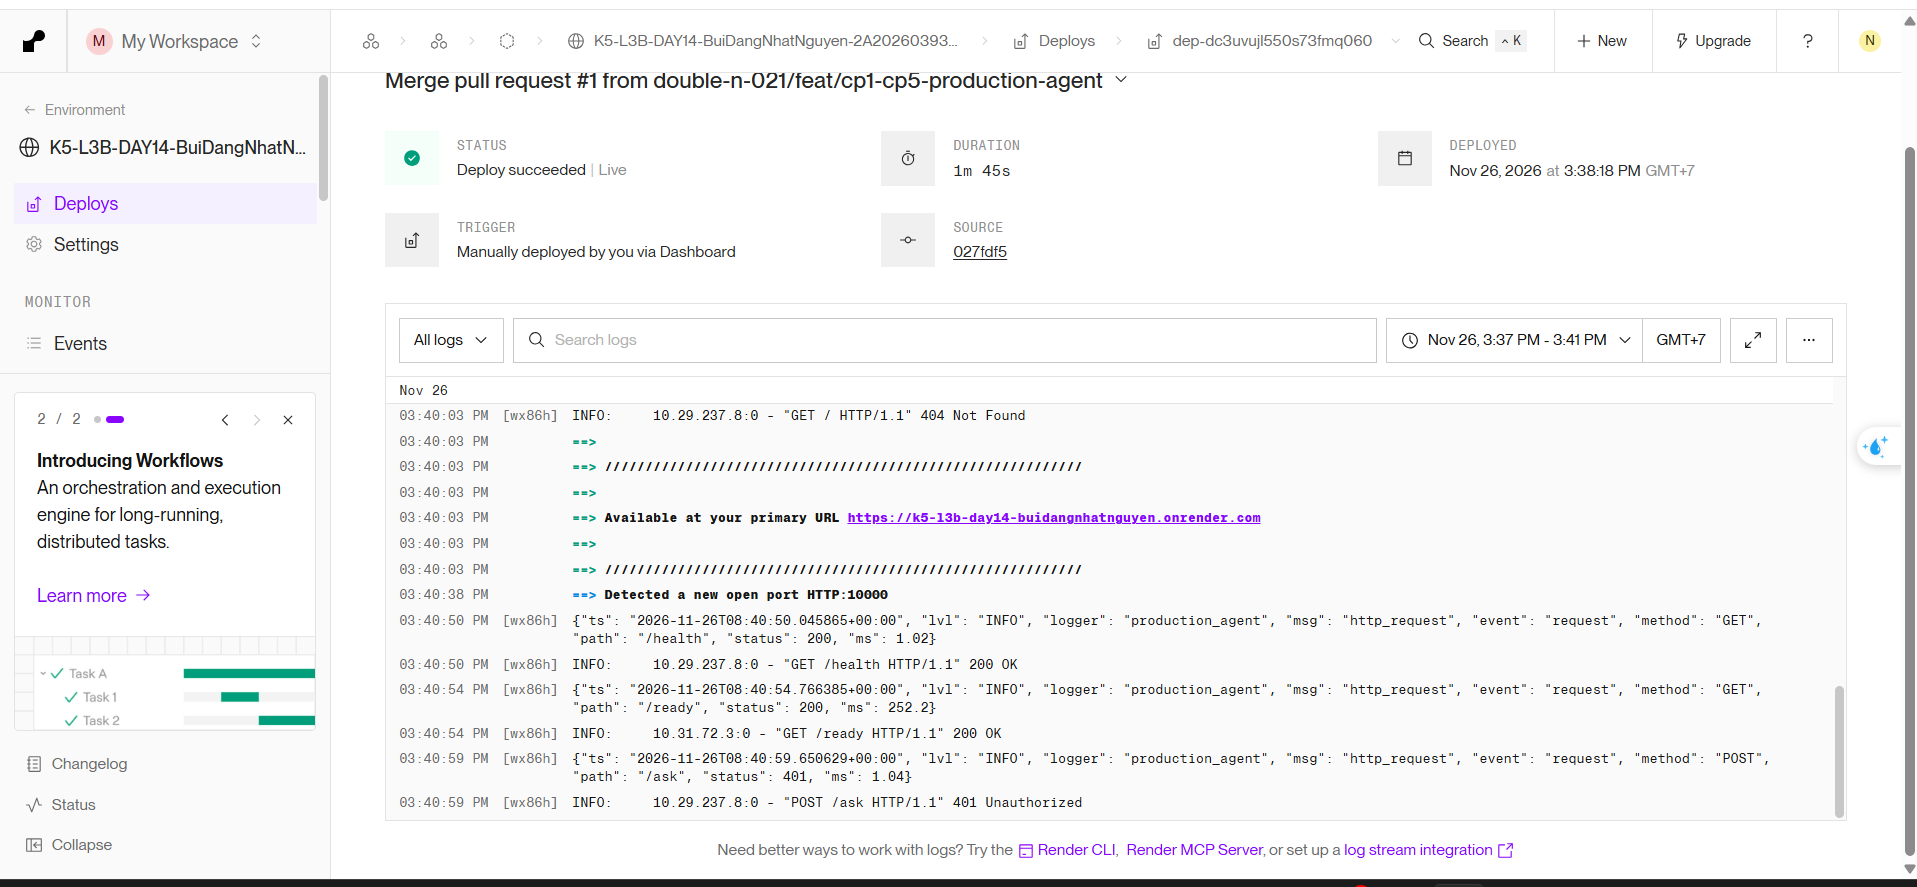 M My Workspace
K5-L3B-DAY14-BuiDangNhatNguyen-2A20260393...
Deploys
dep-dc3uvujl550s73fmq060
Search ^ K
New
Upgrade
?
N
Environment
K5-L3B-DAY14-BuiDangNhatN...
Deploys
Settings
MONITOR
Events
2 / 2
Introducing Workflows
An orchestration and execution
engine for long-running,
distributed tasks.
Learn more
Task A
Task 1
Task 2
Changelog
Status
Collapse
Merge pull request #1 from double-n-021/feat/cp1-cp5-production-agent
STATUS
Deploy succeeded | Live
DURATION
1m 45s
DEPLOYED
Nov 26, 2026 at 3:38:18 PM GMT+7
TRIGGER
Manually deployed by you via Dashboard
SOURCE
027fdf5
All logs
Search logs
Nov 26, 3:37 PM - 3:41 PM
GMT+7
...
Nov 26
03:40:03 PM [wx86h] INFO: 10.29.237.8:0 - "GET / HTTP/1.1" 404 Not Found
03:40:03 PM ==>
03:40:03 PM ==> ///////////////////////////////////////////////////////////
03:40:03 PM ==>
03:40:03 PM ==> Available at your primary URL https://k5-l3b-day14-buidangnhatnguyen.onrender.com
03:40:03 PM ==>
03:40:03 PM ==> ///////////////////////////////////////////////////////////
03:40:38 PM ==> Detected a new open port HTTP:10000
03:40:50 PM [wx86h] {"ts": "2026-11-26T08:40:50.045865+00:00", "lvl": "INFO", "logger": "production_agent", "msg": "http_request", "event": "request", "method": "GET",
"path": "/health", "status": 200, "ms": 1.02}
03:40:50 PM [wx86h] INFO: 10.29.237.8:0 - "GET /health HTTP/1.1" 200 OK
03:40:54 PM [wx86h] {"ts": "2026-11-26T08:40:54.766385+00:00", "lvl": "INFO", "logger": "production_agent", "msg": "http_request", "event": "request", "method": "GET",
"path": "/ready", "status": 200, "ms": 252.2}
03:40:54 PM [wx86h] INFO: 10.31.72.3:0 - "GET /ready HTTP/1.1" 200 OK
03:40:59 PM [wx86h] {"ts": "2026-11-26T08:40:59.650629+00:00", "lvl": "INFO", "logger": "production_agent", "msg": "http_request", "event": "request", "method": "POST",
"path": "/ask", "status": 401, "ms": 1.04}
03:40:59 PM [wx86h] INFO: 10.29.237.8:0 - "POST /ask HTTP/1.1" 401 Unauthorized
Need better ways to work with logs? Try the Render CLI, Render MCP Server, or set up a log stream integration